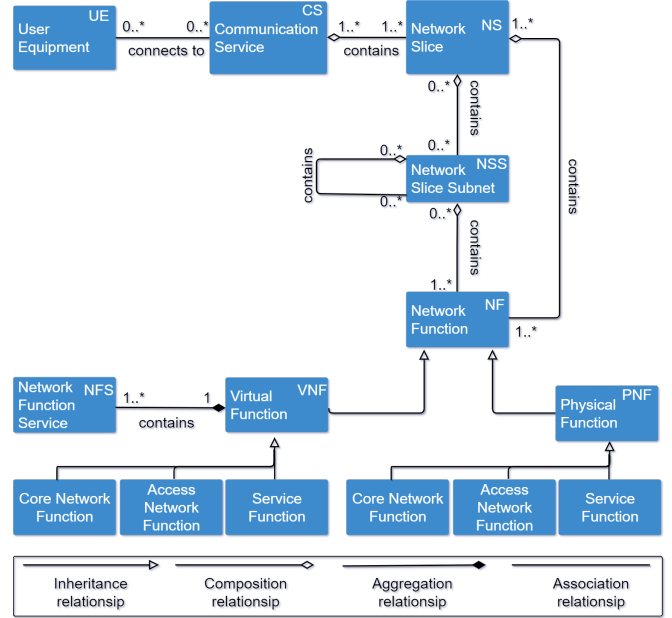 UE
User
Equipment
0..*
0..*
connects to
CS
Communication
Service
1..*
1..*
contains
NS
Network
Slice
1..*
0..*
contains
0..*
contains
0..*
contains
NSS
Network
Slice Subnet
0..*
0..*
contains
1..*
NF
Network
Function
1..*
NFS
Network
Function
Service
1..*
1
contains
VNF
Virtual
Function
PNF
Physical
Function
Core Network
Function
Access
Network
Function
Service
Function
Core Network
Function
Access
Network
Function
Service
Function
Inheritance
relationsip
Composition
relationsip
Aggregation
relationsip
Association
relationsip